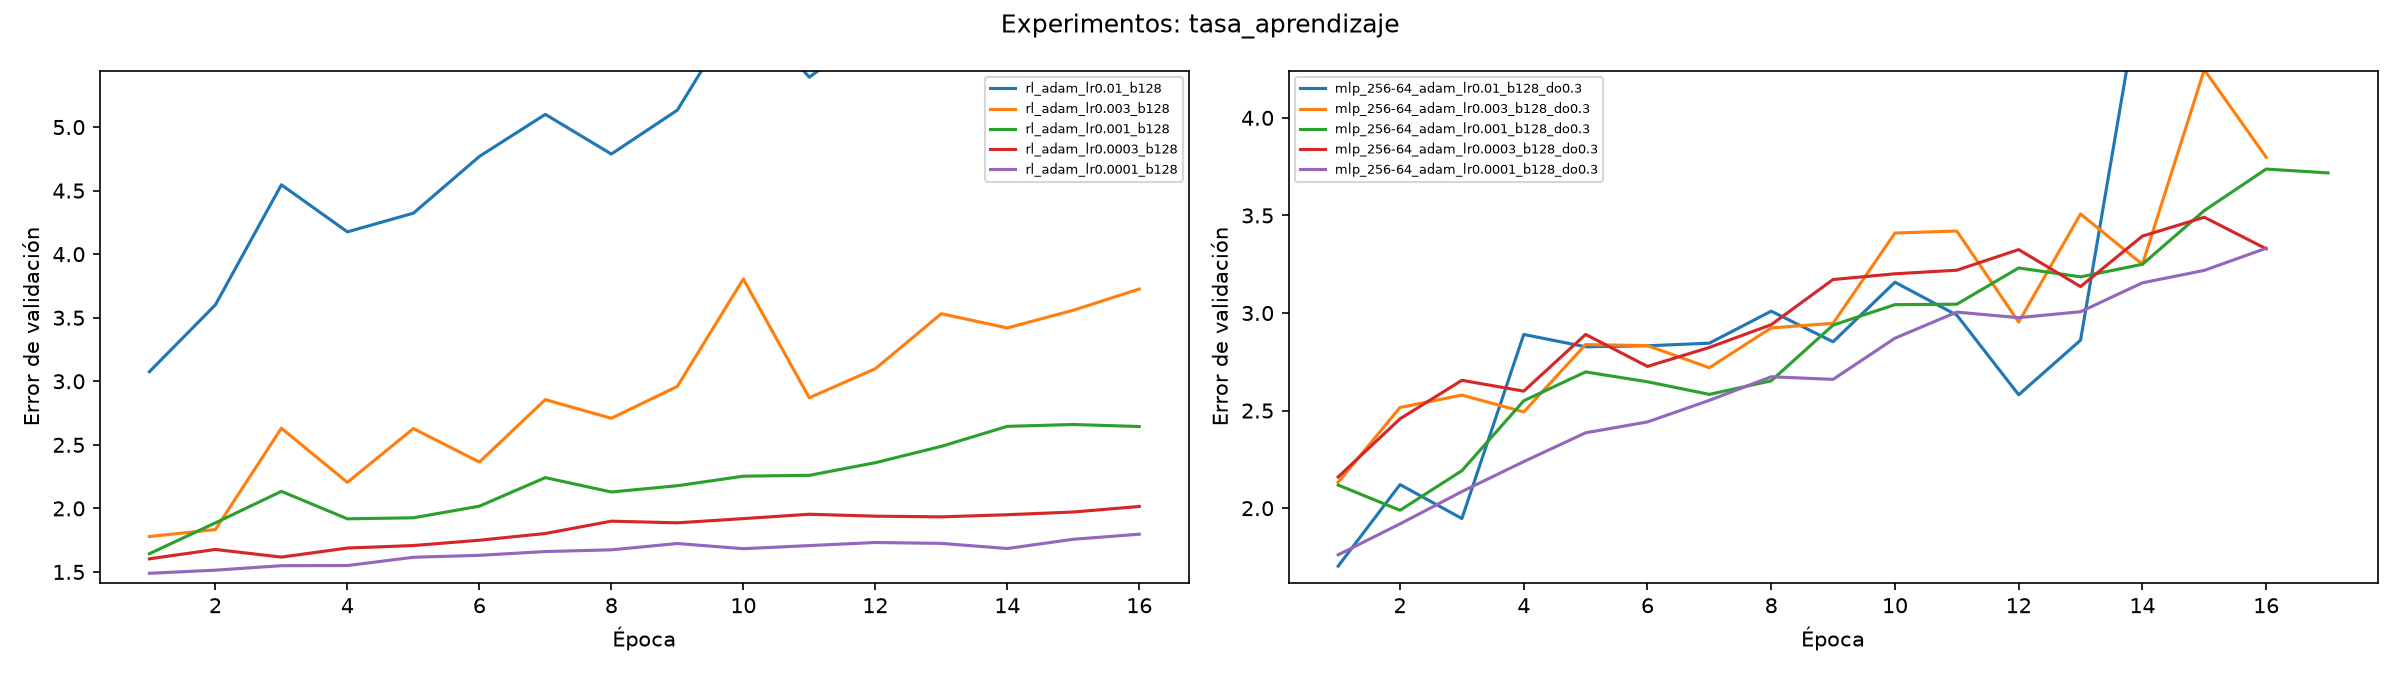 Experimentos: tasa_aprendizaje
Error de validación
5.0
4.5
4.0
3.5
3.0
2.5
2.0
1.5
rl_adam_lr0.01_b128
rl_adam_lr0.003_b128
rl_adam_lr0.001_b128
rl_adam_lr0.0003_b128
rl_adam_lr0.0001_b128
2 4 6 8 10 12 14 16
Época
Error de validación
4.0
3.5
3.0
2.5
2.0
mlp_256-64_adam_lr0.01_b128_do0.3
mlp_256-64_adam_lr0.003_b128_do0.3
mlp_256-64_adam_lr0.001_b128_do0.3
mlp_256-64_adam_lr0.0003_b128_do0.3
mlp_256-64_adam_lr0.0001_b128_do0.3
2 4 6 8 10 12 14 16
Época